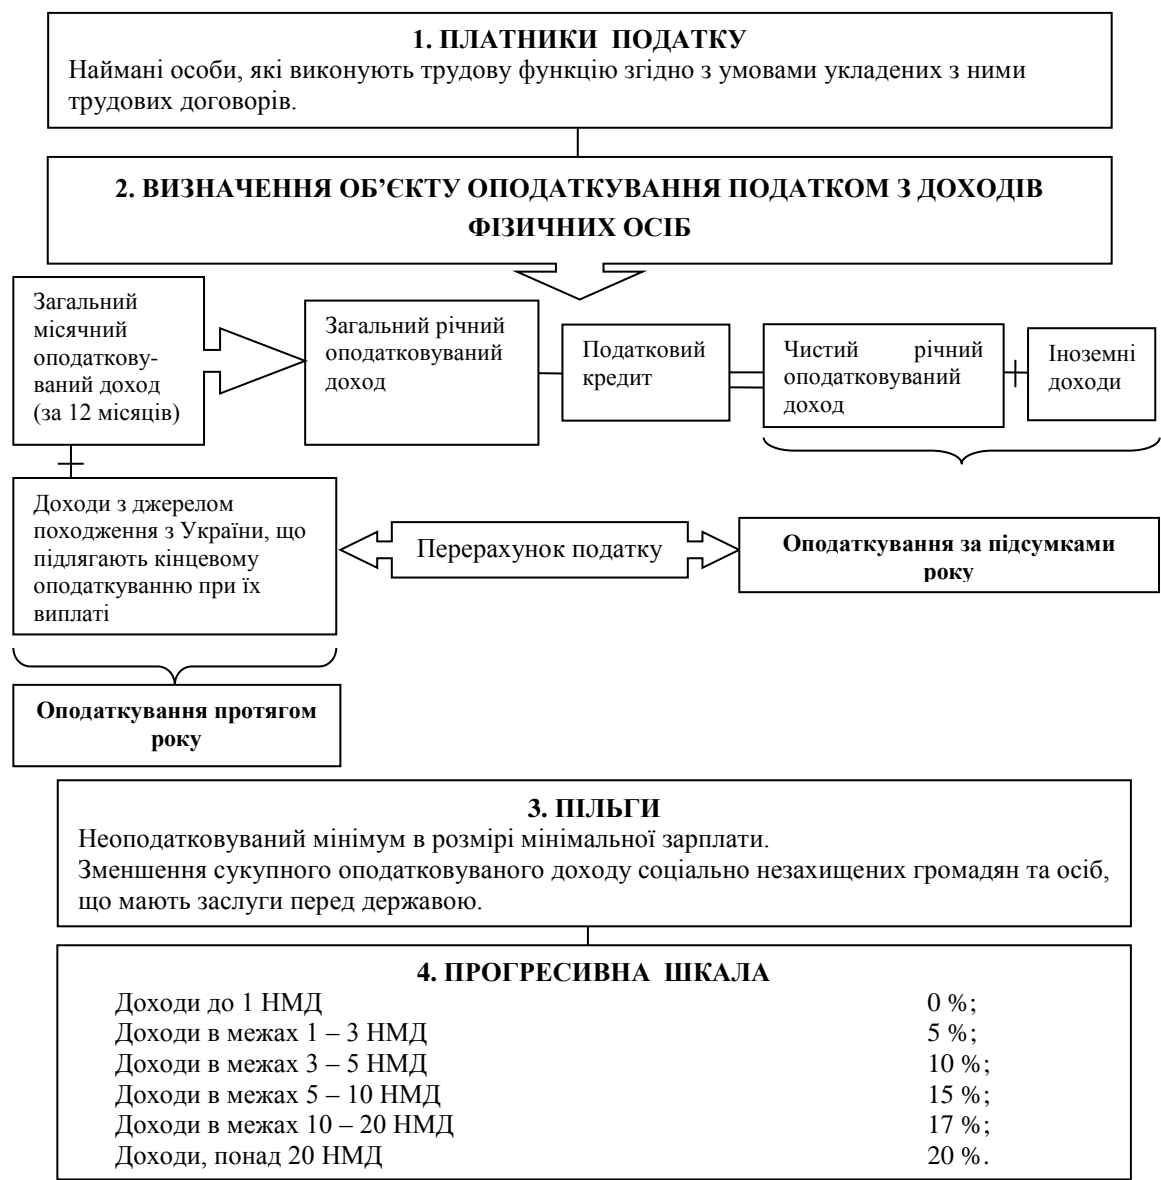 1. ПЛАТНИКИ ПОДАТКУ
Наймані особи, які виконують трудову функцію згідно з умовами укладених з ними
трудових договорів.
2. ВИЗНАЧЕННЯ ОБ’ЄКТУ ОПОДАТКУВАННЯ ПОДАТКОМ З ДОХОДІВ
ФІЗИЧНИХ ОСІБ
Загальний
місячний
оподаткову-
ваний доход
(за 12 місяців)
Загальний річний
оподатковуваний
доход
Податковий
кредит
Чистий річний
оподатковуваний
доход
Іноземні
доходи
Доходи з джерелом
походження з України, що
підлягають кінцевому
оподаткуванню при їх
виплаті
Перерахунок податку
Оподаткування за підсумками
року
Оподаткування протягом
року
3. ПІЛЬГИ
Неоподатковуваний мінімум в розмірі мінімальної зарплати.
Зменшення сукупного оподатковуваного доходу соціально незахищених громадян та осіб,
що мають заслуги перед державою.
4. ПРОГРЕСИВНА ШКАЛА
Доходи до 1 НМД 0 %;
Доходи в межах 1 – 3 НМД 5 %;
Доходи в межах 3 – 5 НМД 10 %;
Доходи в межах 5 – 10 НМД 15 %;
Доходи в межах 10 – 20 НМД 17 %;
Доходи, понад 20 НМД 20 %.